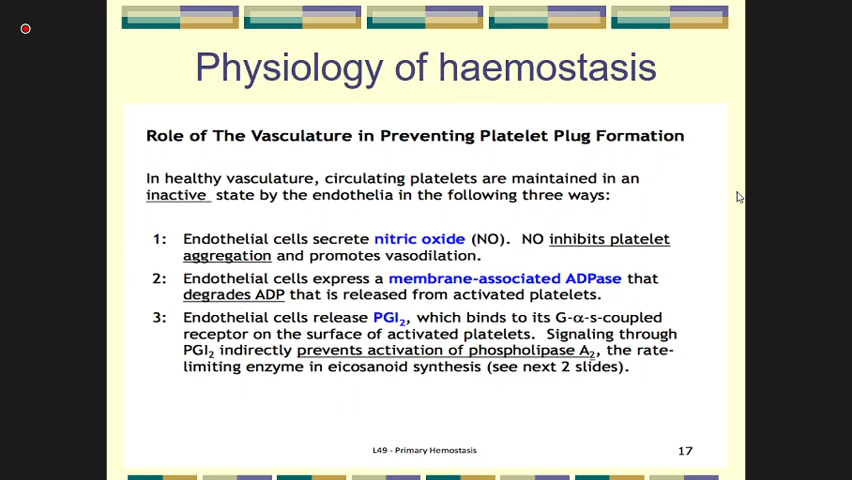 Physiology of haemostasis
Role of The Vasculature in Preventing Platelet Plug Formation
In healthy vasculature, circulating platelets are maintained in an
inactive state by the endothelia in the following three ways:
1: Endothelial cells secrete nitric oxide (NO). NO inhibits platelet
aggregation and promotes vasodilation.
2: Endothelial cells express a membrane-associated ADPase that
degrades ADP that is released from activated platelets.
3: Endothelial cells release PGI₂, which binds to its G-α-s-coupled
receptor on the surface of activated platelets. Signaling through
PGI₂ indirectly prevents activation of phospholipase A₂, the rate-
limiting enzyme in eicosanoid synthesis (see next 2 slides).
L49 - Primary Hemostasis
17